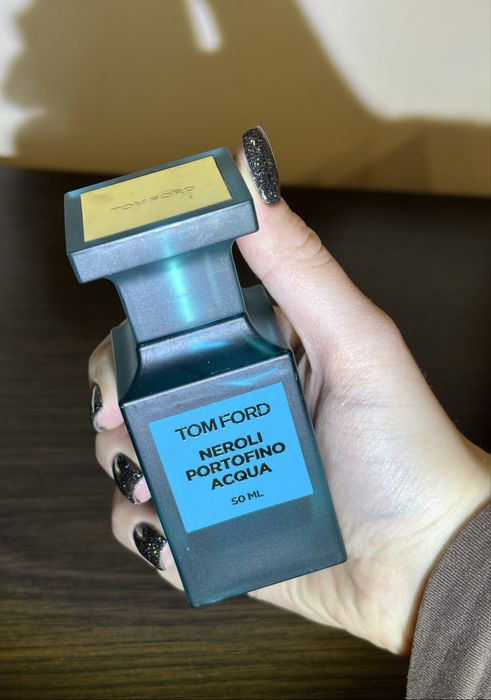 TOM FORD
TOM FORD
NEROLI
PORTOFINO
ACQUA
50 ML